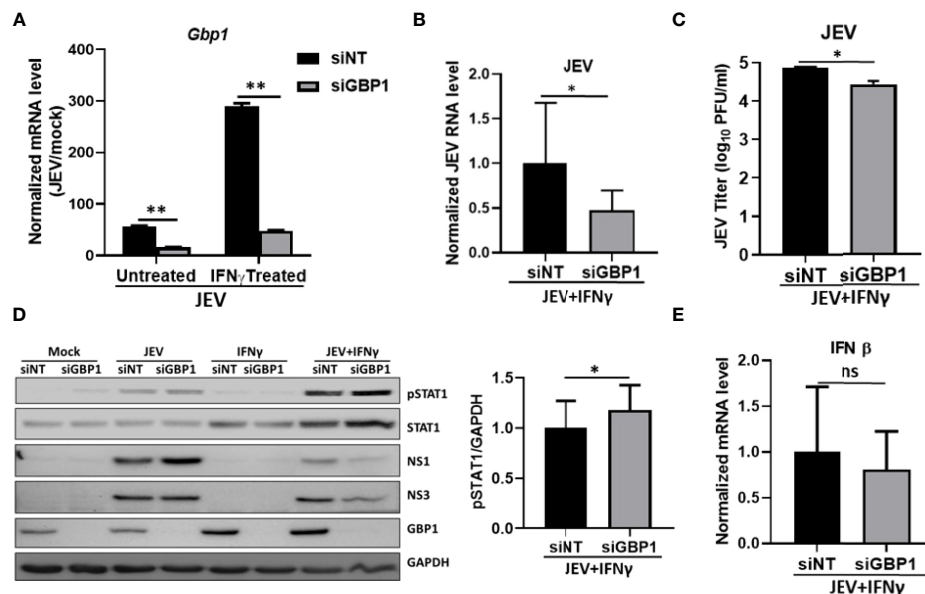 A
Gbp1
Normalized mRNA level
(JEV/mock)
400
300
200
100
0
**
**
siNT
siGBP1
Untreated
IFNγTreated
JEV
B
JEV
Normalized JEV RNA level
2.0
1.5
1.0
0.5
0.0
*
siNT
siGBP1
JEV+IFNγ
C
JEV
JEV Titer (log10 PFU/ml)
5
4
3
2
1
0
*
siNT
siGBP1
JEV+IFNγ
D
Mock JEV IFNγ JEV+IFNγ
siNT siGBP1 siNT siGBP1 siNT siGBP1 siNT siGBP1
pSTAT1
STAT1
NS1
NS3
GBP1
GAPDH
pSTAT1/GAPDH
1.5
1.0
0.5
0.0
*
siNT
siGBP1
JEV+IFNγ
E
IFN β
Normalized mRNA level
2.0
1.5
1.0
0.5
0.0
ns
siNT
siGBP1
JEV+IFNγ